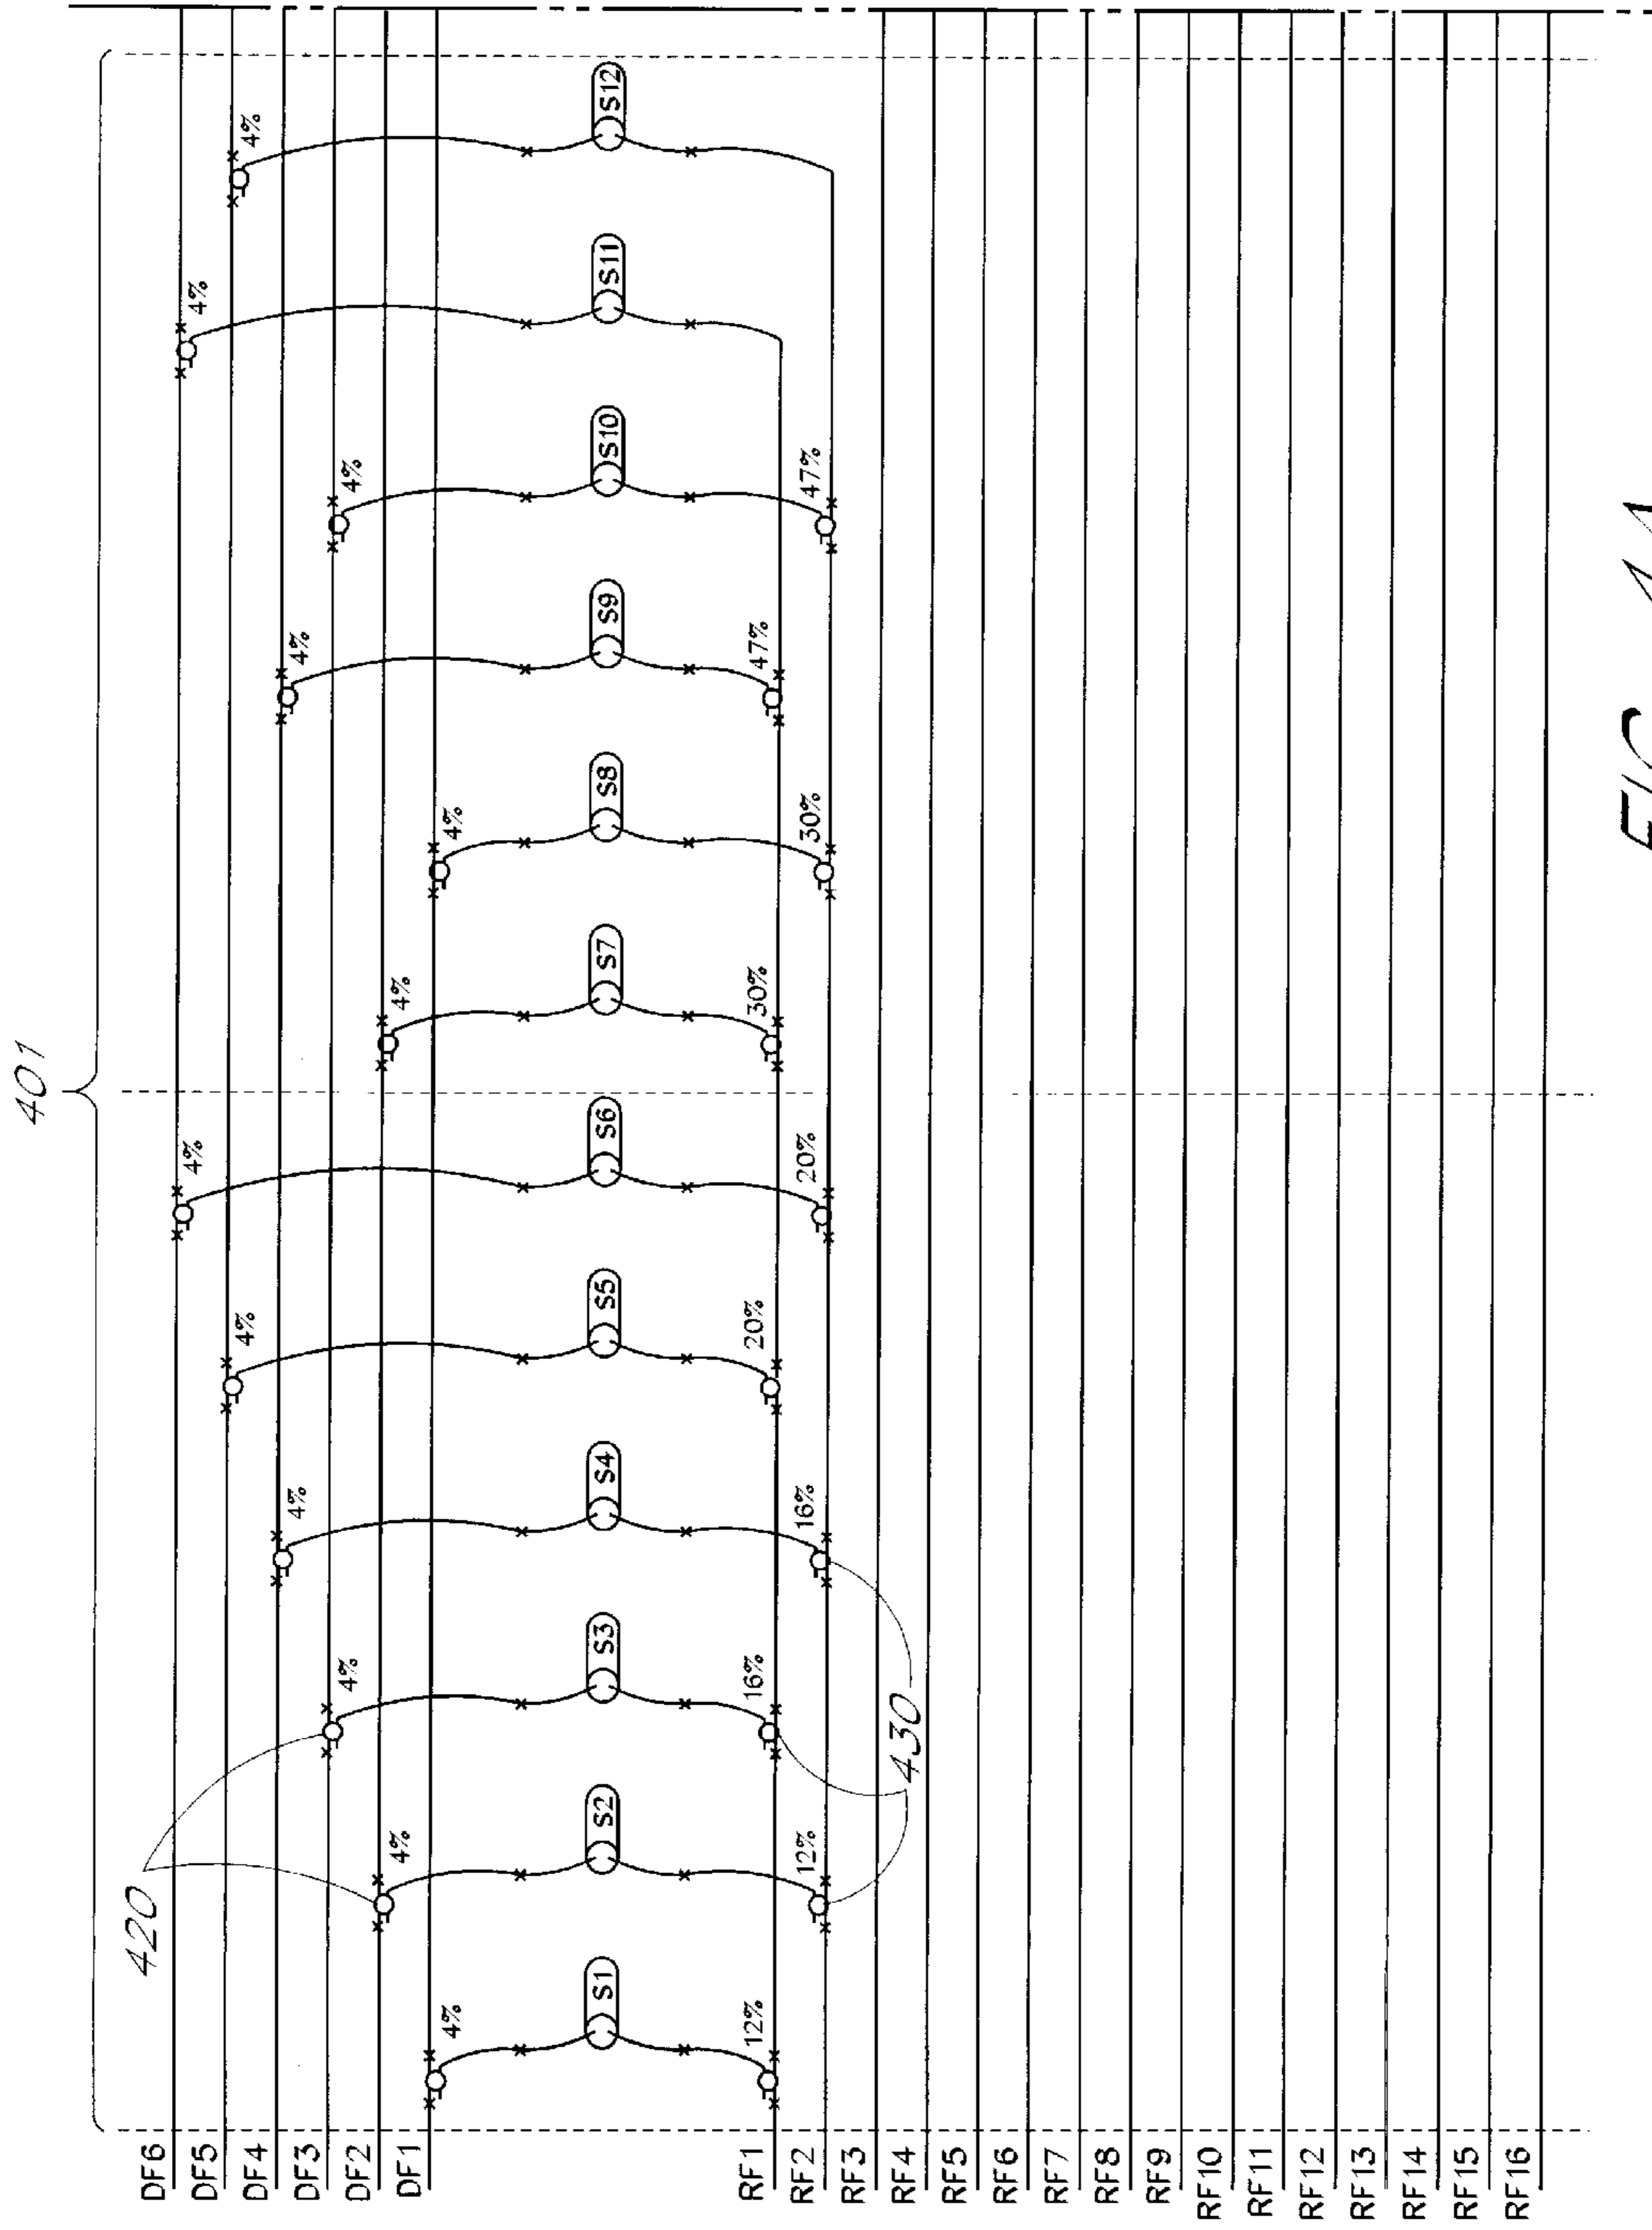 401
DF6
DF5
DF4
DF3
DF2
DF1
420
4%
4%
4%
4%
4%
4%
4%
4%
4%
4%
4%
4%
S1
S2
S3
S4
S5
S6
S7
S8
S9
S10
S11
S12
12%
12%
16%
16%
20%
20%
30%
30%
47%
47%
430
RF1
RF2
RF3
RF4
RF5
RF6
RF7
RF8
RF9
RF10
RF11
RF12
RF13
RF14
RF15
RF16